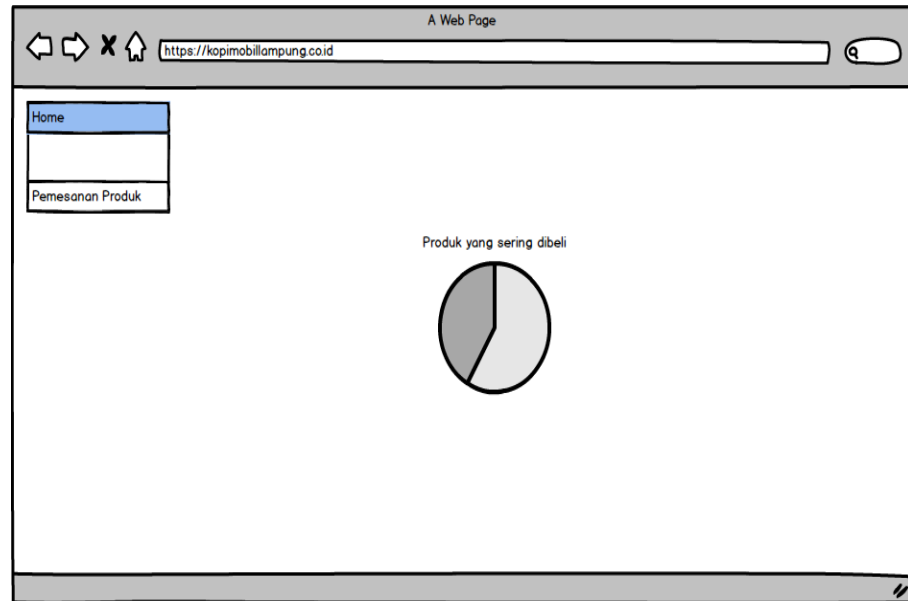 A Web Page
https://kopimobillampung.co.id
Home
Pemesanan Produk
Produk yang sering dibeli